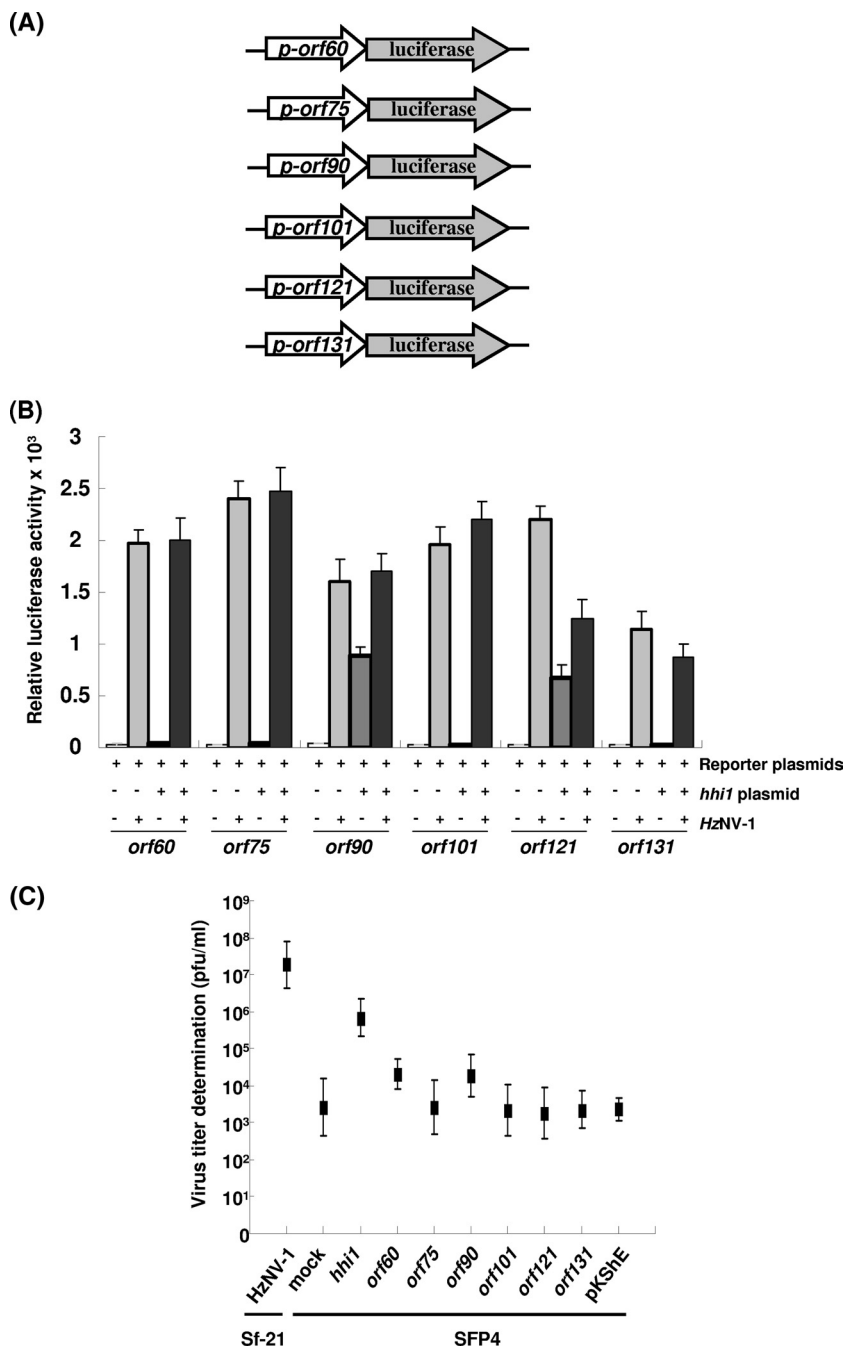 (A)
p-orf60 luciferase
p-orf75 luciferase
p-orf90 luciferase
p-orf101 luciferase
p-orf121 luciferase
p-orf131 luciferase
(B)
Relative luciferase activity x 10³
3
2.5
2
1.5
1
0.5
0
+ + + + + + + + + + + + + + + + + + + + + + + + Reporter plasmids
- - + + - - + + - - + + - - + + - - + + - - + + hhi1 plasmid
- + - + - + - + - + - + - + - + - + - + - + - + HzNV-1
orf60 orf75 orf90 orf101 orf121 orf131
(C)
Virus titer determination (pfu/ml)
10⁹
10⁸
10⁷
10⁶
10⁵
10⁴
10³
10²
10¹
0
HzNV-1 mock hhi1 orf60 orf75 orf90 orf101 orf121 orf131 pKShE
Sf-21 SFP4